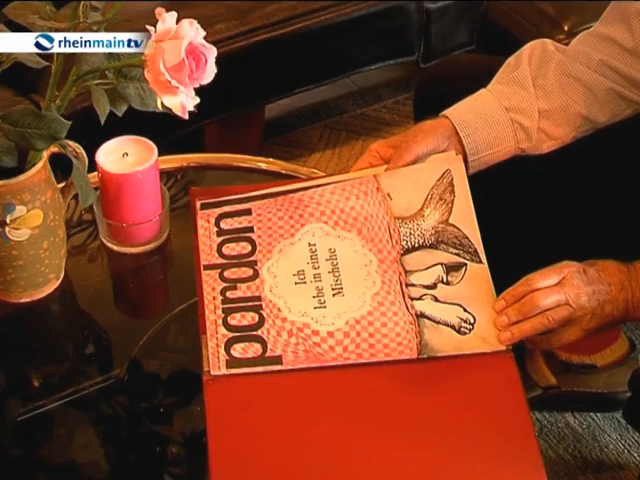 rheinmaintv
pardon
Ich
lebe in einer
Mischehe